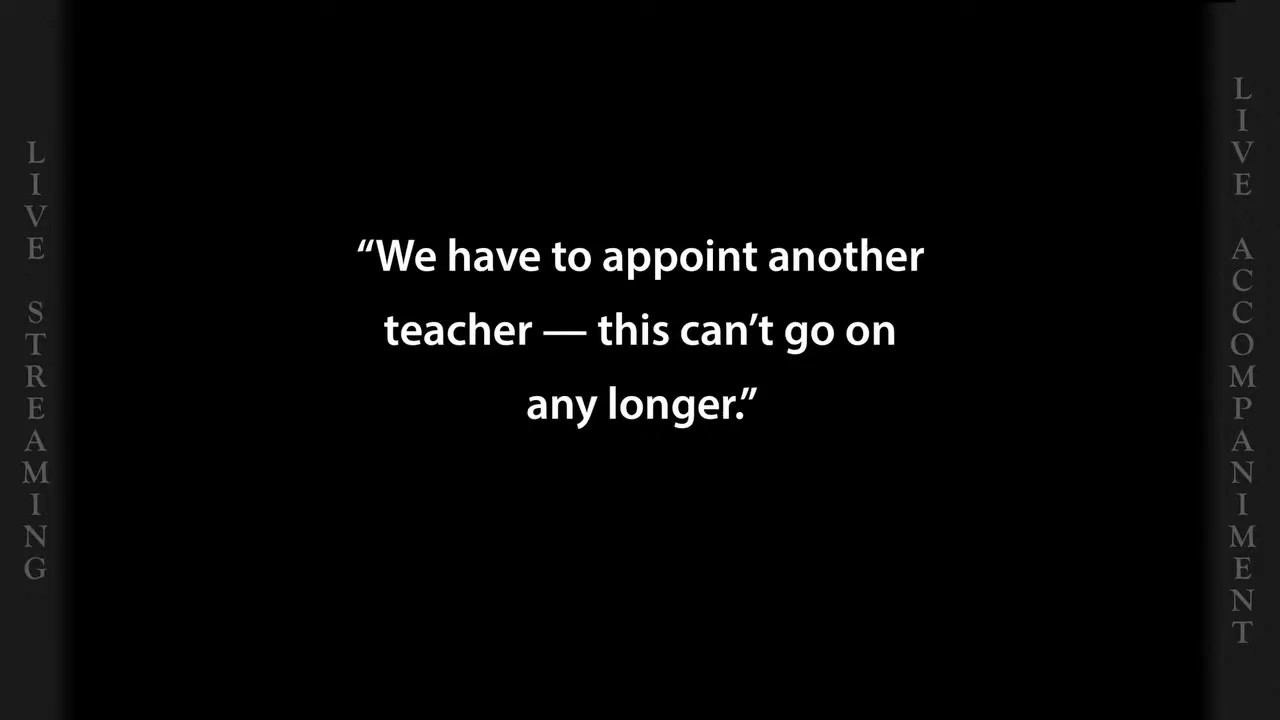 LIVE STREAMING
“We have to appoint another
teacher — this can’t go on
any longer.”
LIVE ACCOMPANIMENT